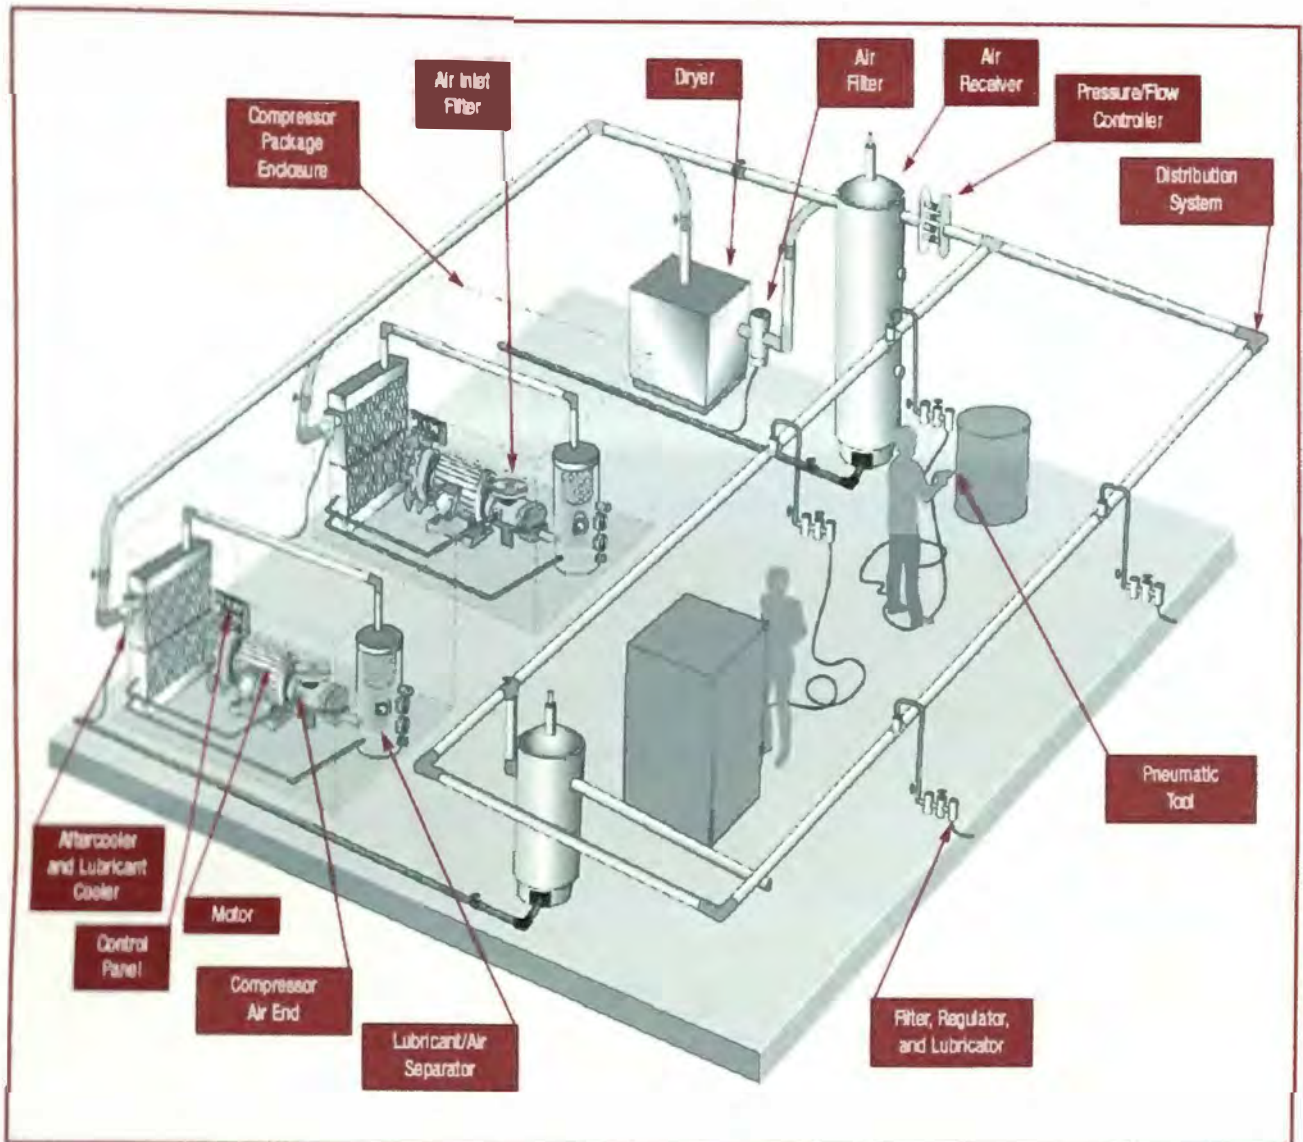 Air Inlet
Filter
Dryer
Air
Filter
Air
Receiver
Pressure/Flow
Controller
Compressor
Package
Enclosure
Distribution
System
Pneumatic
Tool
Aftercooler
and Lubricant
Cooler
Motor
Control
Panel
Compressor
Air End
Lubricant/Air
Separator
Filter, Regulator,
and Lubricator